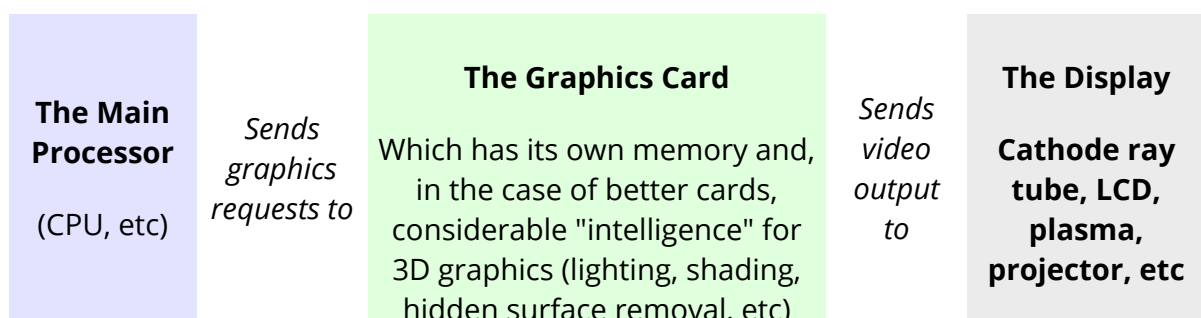 The Main
Processor
(CPU, etc)
Sends
graphics
requests to
The Graphics Card
Which has its own memory and,
in the case of better cards,
considerable "intelligence" for
3D graphics (lighting, shading,
hidden surface removal, etc)
Sends
video
output
to
The Display
Cathode ray
tube, LCD,
plasma,
projector, etc